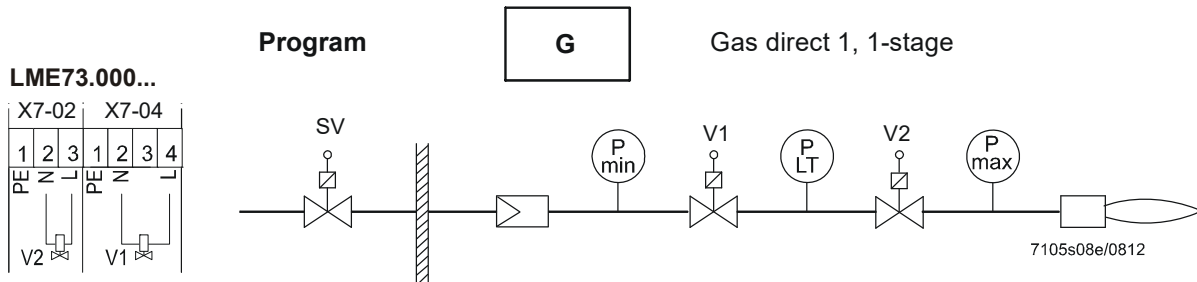 Program G Gas direct 1, 1-stage
LME73.000...
X7-02 X7-04
SV V1 V2
P min P LT P max
1 2 3 1 2 3 4
PE N L PE N L
V2 V1
7105s08e/0812